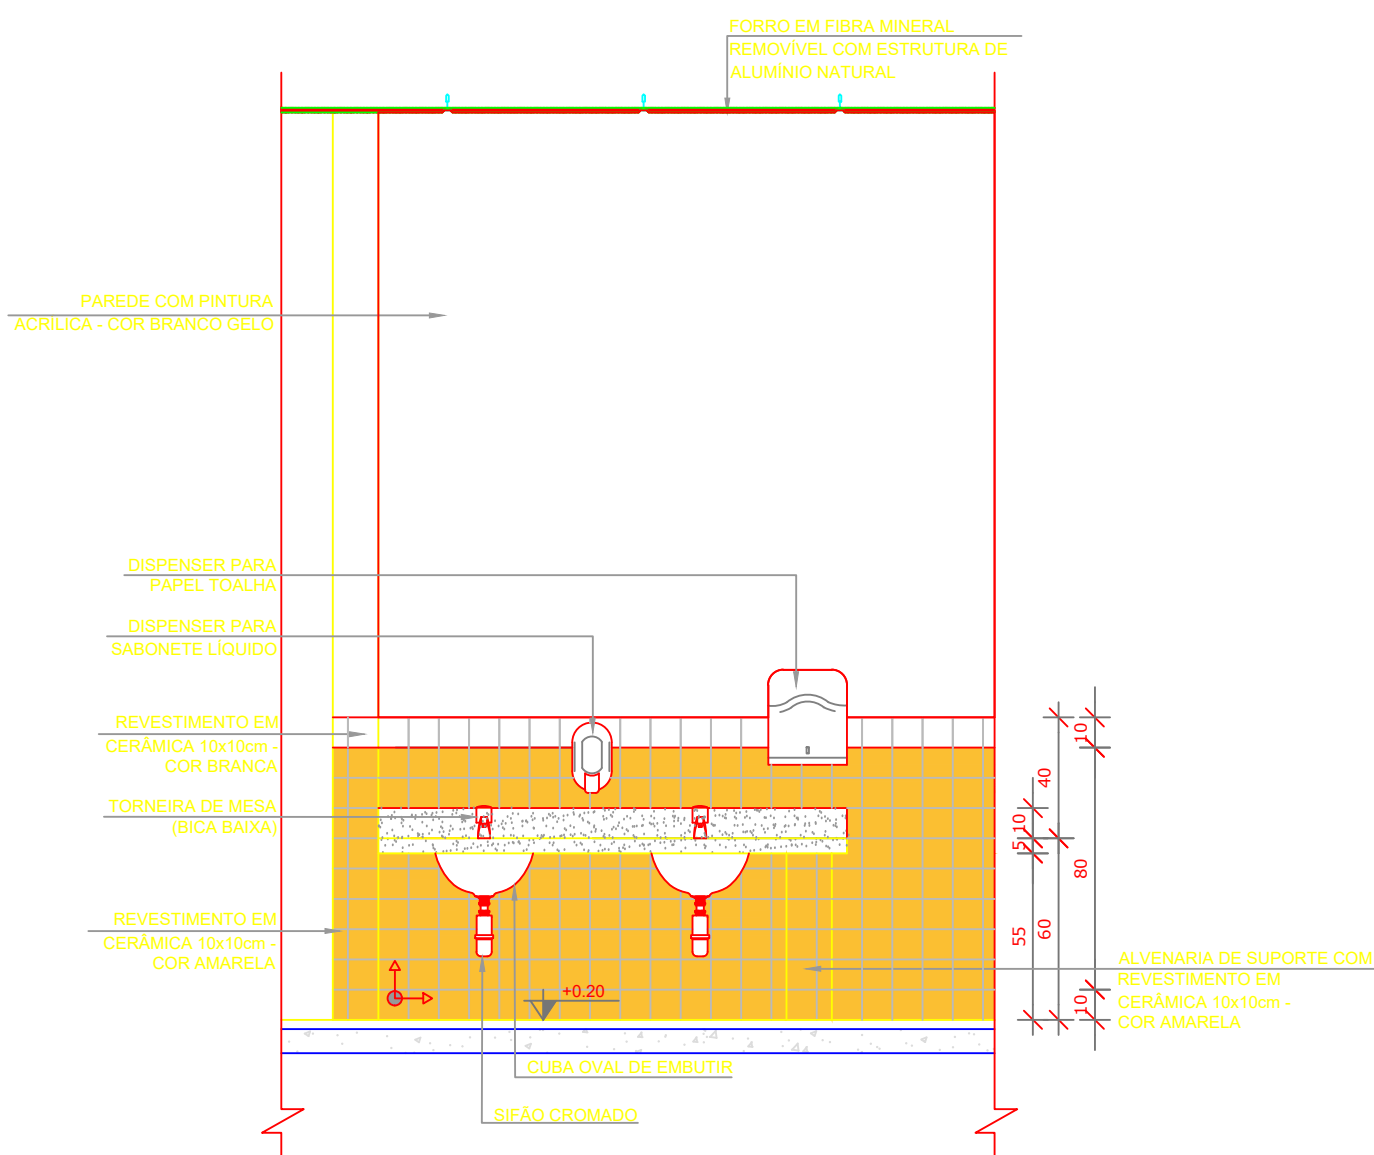 FORRO EM FIBRA MINERAL
REMOVÍVEL COM ESTRUTURA DE
ALUMÍNIO NATURAL
PAREDE COM PINTURA
ACRÍLICA - COR BRANCO GELO
DISPENSER PARA
PAPEL TOALHA
DISPENSER PARA
SABONETE LÍQUIDO
REVESTIMENTO EM
CERÂMICA 10x10cm -
COR BRANCA
TORNEIRA DE MESA
(BICA BAIXA)
REVESTIMENTO EM
CERÂMICA 10x10cm -
COR AMARELA
10
40
10
5
80
55
60
10
ALVENARIA DE SUPORTE COM
REVESTIMENTO EM
CERÂMICA 10x10cm -
COR AMARELA
+0.20
CUBA OVAL DE EMBUTIR
SIFÃO CROMADO